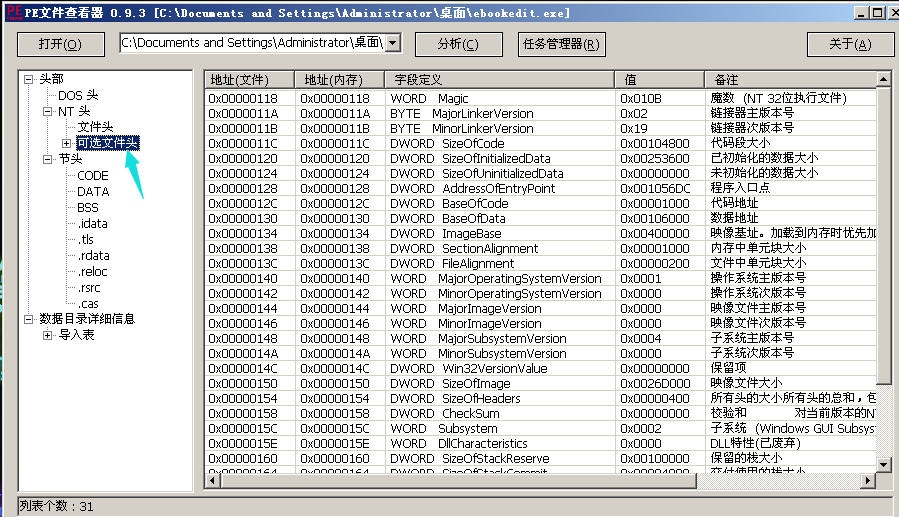 PE文件查看器 0.9.3 [C:\Documents and Settings\Administrator\桌面\ebookedit.exe]
打开(O) C:\Documents and Settings\Administrator\桌面\ 分析(C) 任务管理器(R) 关于(A)
头部
DOS 头
NT 头
文件头
可选文件头
节头
CODE
DATA
BSS
.idata
.tls
.rdata
.reloc
.rsrc
.cas
数据目录详细信息
导入表
地址(文件) 地址(内存) 字段定义 值 备注
0x00000118 0x00000118 WORD Magic 0x010B 魔数 (NT 32位执行文件)
0x0000011A 0x0000011A BYTE MajorLinkerVersion 0x02 链接器主版本号
0x0000011B 0x0000011B BYTE MinorLinkerVersion 0x19 链接器次版本号
0x0000011C 0x0000011C DWORD SizeOfCode 0x00104800 代码段大小
0x00000120 0x00000120 DWORD SizeOfInitializedData 0x00253600 已初始化的数据大小
0x00000124 0x00000124 DWORD SizeOfUninitializedData 0x00000000 未初始化的数据大小
0x00000128 0x00000128 DWORD AddressOfEntryPoint 0x001056DC 程序入口点
0x0000012C 0x0000012C DWORD BaseOfCode 0x00001000 代码地址
0x00000130 0x00000130 DWORD BaseOfData 0x00106000 数据地址
0x00000134 0x00000134 DWORD ImageBase 0x00400000 映像基址。加载到内存时优先加
0x00000138 0x00000138 DWORD SectionAlignment 0x00001000 内存中单元块大小
0x0000013C 0x0000013C DWORD FileAlignment 0x00000200 文件中单元块大小
0x00000140 0x00000140 WORD MajorOperatingSystemVersion 0x0001 操作系统主版本号
0x00000142 0x00000142 WORD MinorOperatingSystemVersion 0x0000 操作系统次版本号
0x00000144 0x00000144 WORD MajorImageVersion 0x0000 映像文件主版本号
0x00000146 0x00000146 WORD MinorImageVersion 0x0000 映像文件次版本号
0x00000148 0x00000148 WORD MajorSubsystemVersion 0x0004 子系统主版本号
0x0000014A 0x0000014A WORD MinorSubsystemVersion 0x0000 子系统次版本号
0x0000014C 0x0000014C DWORD Win32VersionValue 0x00000000 保留项
0x00000150 0x00000150 DWORD SizeOfImage 0x0026D000 映像文件大小
0x00000154 0x00000154 DWORD SizeOfHeaders 0x00000400 所有头的大小所有头的总和，包
0x00000158 0x00000158 DWORD CheckSum 0x00000000 校验和 对当前版本的N
0x0000015C 0x0000015C WORD Subsystem 0x0002 子系统 (Windows GUI Subsys
0x0000015E 0x0000015E WORD DllCharacteristics 0x0000 DLL特性(已废弃)
0x00000160 0x00000160 DWORD SizeOfStackReserve 0x00100000 保留的栈大小
0x00000164 0x00000164 DWORD SizeOfStackCommit 0x00004000 交付使用的栈大小
列表个数：31